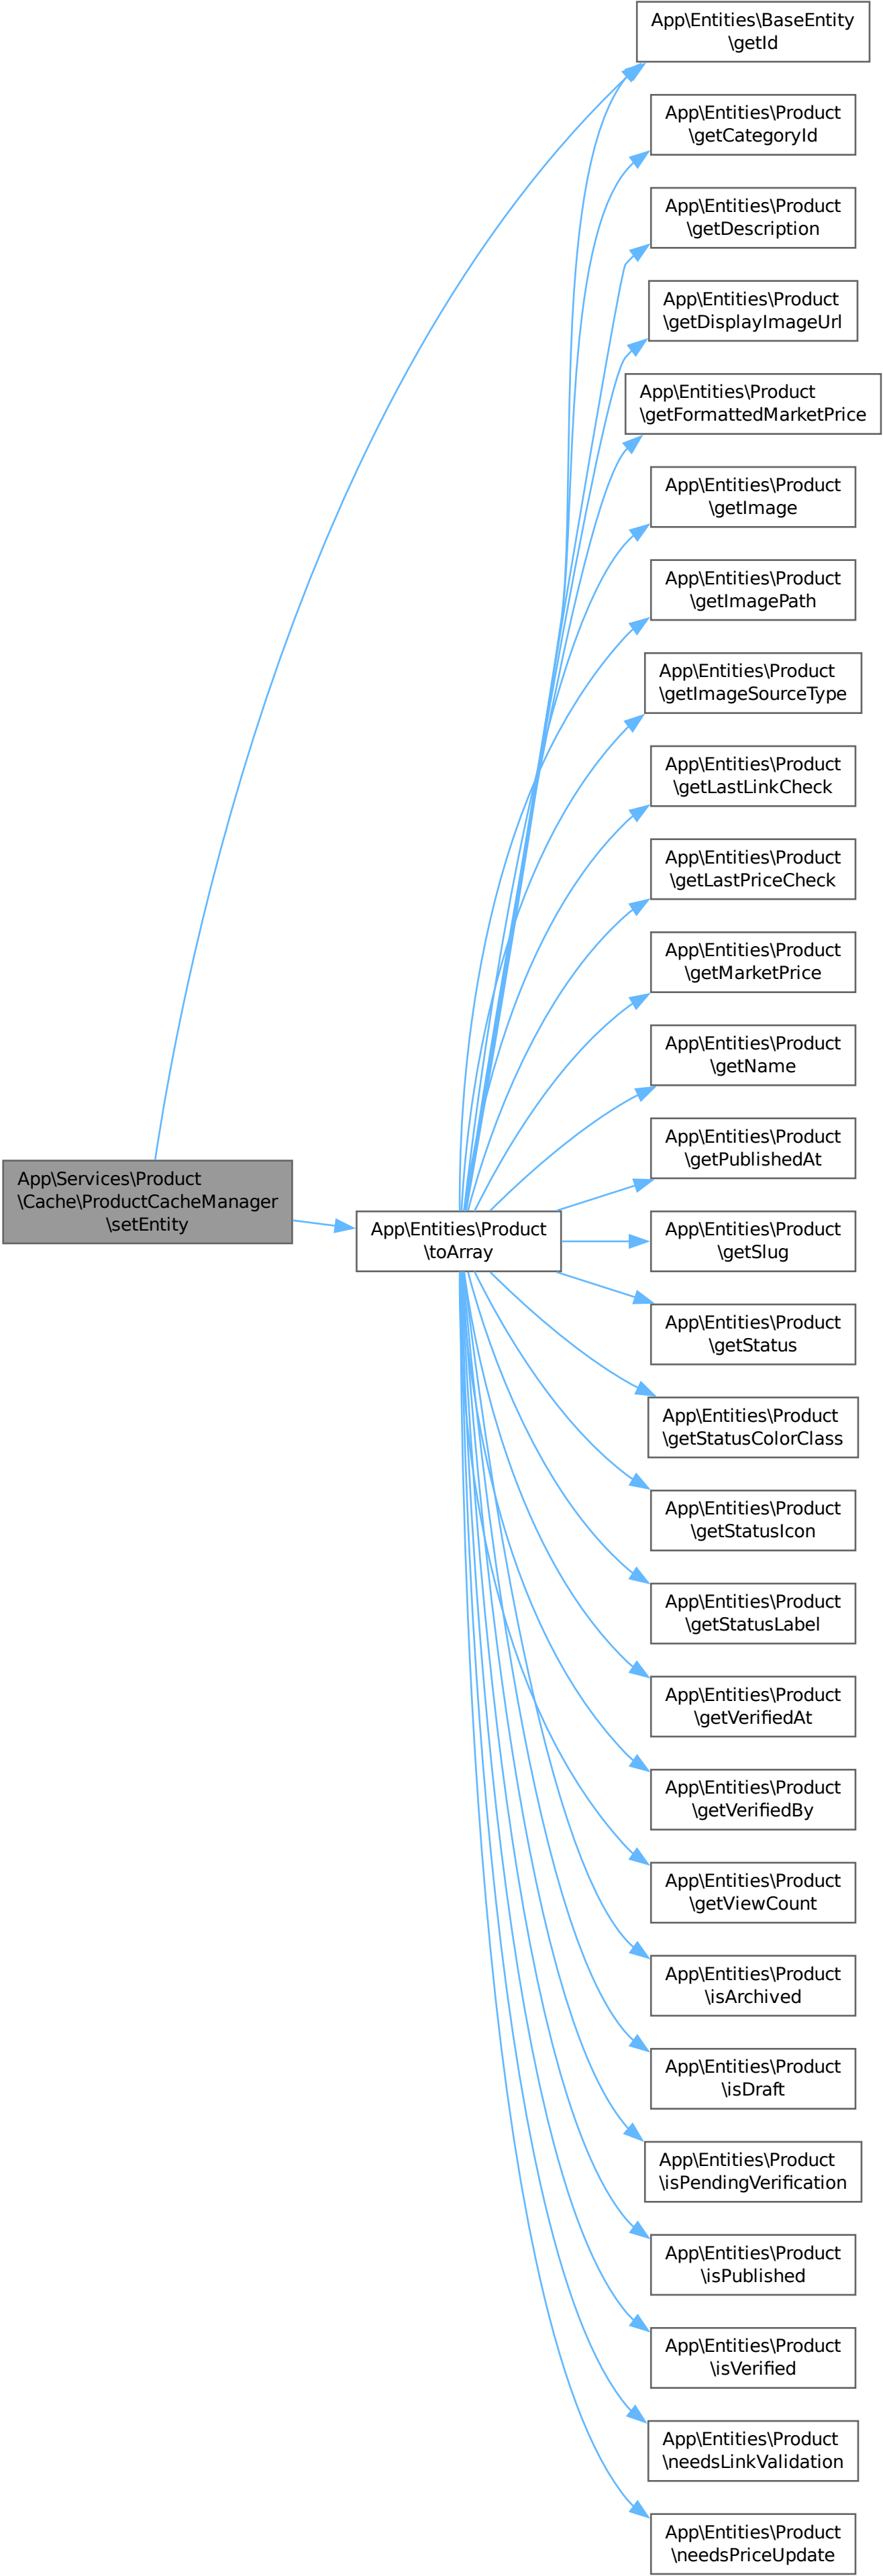 App\Entities\BaseEntity
\getId
App\Entities\Product
\getCategoryId
App\Entities\Product
\getDescription
App\Entities\Product
\getDisplayImageUrl
App\Entities\Product
\getFormattedMarketPrice
App\Entities\Product
\getImage
App\Entities\Product
\getImagePath
App\Entities\Product
\getImageSourceType
App\Entities\Product
\getLastLinkCheck
App\Entities\Product
\getLastPriceCheck
App\Entities\Product
\getMarketPrice
App\Entities\Product
\getName
App\Entities\Product
\getPublishedAt
App\Services\Product
\Cache\ProductCacheManager
\setEntity
App\Entities\Product
\toArray
App\Entities\Product
\getSlug
App\Entities\Product
\getStatus
App\Entities\Product
\getStatusColorClass
App\Entities\Product
\getStatusIcon
App\Entities\Product
\getStatusLabel
App\Entities\Product
\getVerifiedAt
App\Entities\Product
\getVerifiedBy
App\Entities\Product
\getViewCount
App\Entities\Product
\isArchived
App\Entities\Product
\isDraft
App\Entities\Product
\isPendingVerification
App\Entities\Product
\isPublished
App\Entities\Product
\isVerified
App\Entities\Product
\needsLinkValidation
App\Entities\Product
\needsPriceUpdate